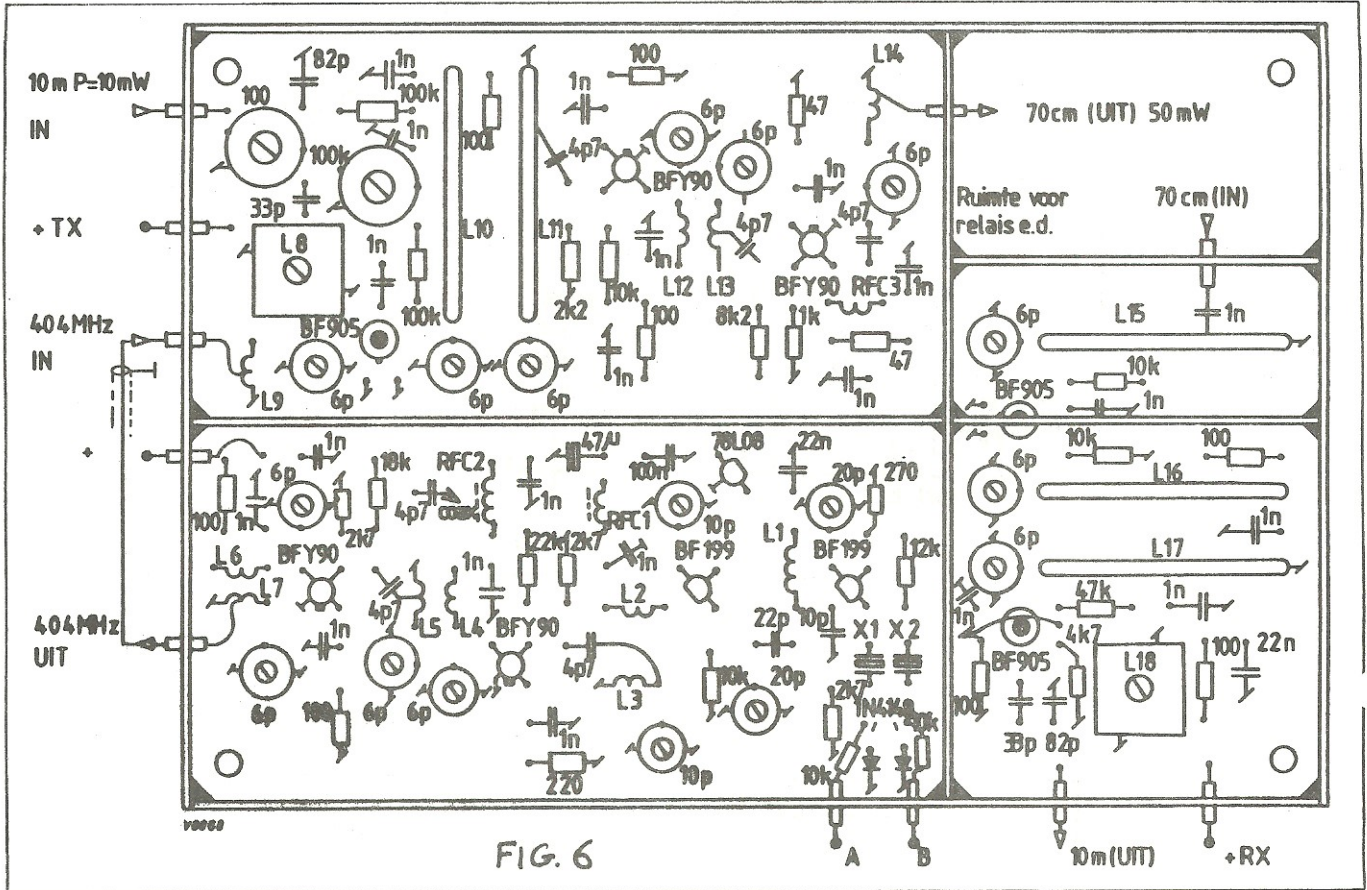 10m P=10mW
IN
+TX
404MHz
IN
+
404MHz
UIT
82p
1n
100
100k
100k
1n
33p
L8
1n
100k
BF905
L9
6p
6p
6p
L10
100
L11
1n
4p7
100
BFY90
6p
6p
47
L14
1n
4p7
6p
4p7
1n
L12
L13
BFY90
RFC3
1n
2k2
10k
100
8k2
1k
1n
47
1n
70cm (UIT) 50mW
Ruimte voor
relais e.d.
70cm(IN)
6p
L15
1n
10k
BF905
1n
100
1n
6p
1n
2k7
18k
4p7
coax
RFC2
1n
47µ
RFC1
100n
78L08
10p
22n
20p
270
L6
L7
BFY90
22k
2k7
1n
BF199
L1
BF199
12k
4p7
L5
L4
1n
BFY90
L2
4p7
L3
22p
10p
X1
X2
6p
1n
6p
6p
10k
20p
2k7
1N4148
1n
220
10p
10k
6p
10k
100
L16
1n
6p
L17
1n
47k
1n
BF905
4k7
L18
100
22n
100
33p
82p
A
B
10m(UIT)
+RX
FIG. 6